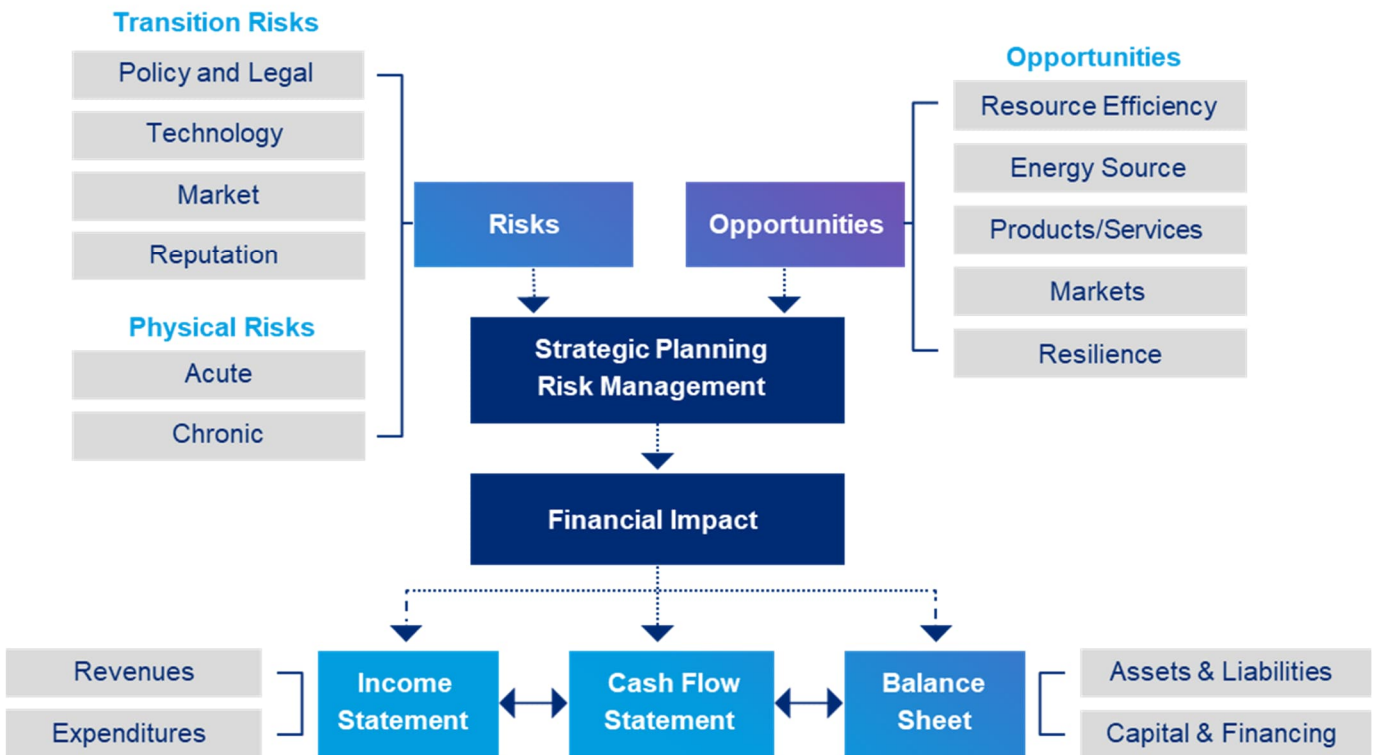 Transition Risks
Policy and Legal
Technology
Market
Reputation
Physical Risks
Acute
Chronic
Risks
Opportunities
Opportunities
Resource Efficiency
Energy Source
Products/Services
Markets
Resilience
Strategic Planning
Risk Management
Financial Impact
Revenues
Expenditures
Income
Statement
Cash Flow
Statement
Balance
Sheet
Assets & Liabilities
Capital & Financing